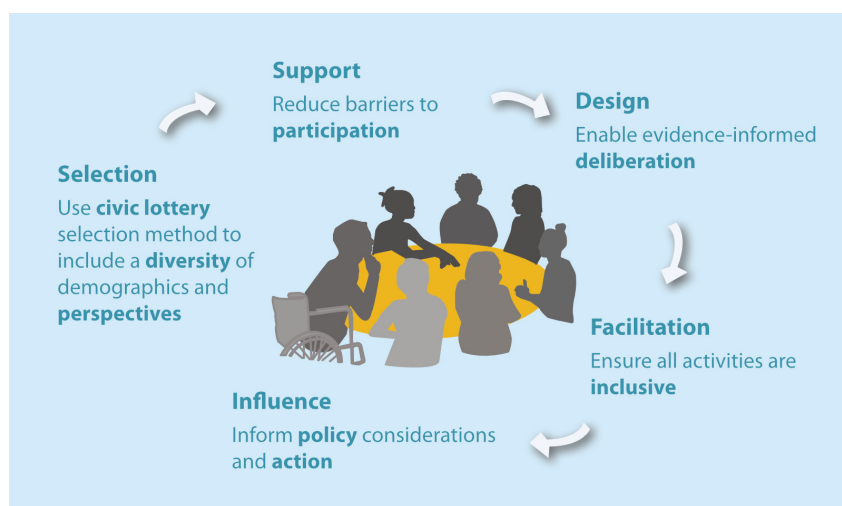 Selection
Use civic lottery
selection method to
include a diversity of
demographics and
perspectives
Support
Reduce barriers to
participation
Design
Enable evidence-informed
deliberation
Facilitation
Ensure all activities are
inclusive
Influence
Inform policy considerations
and action